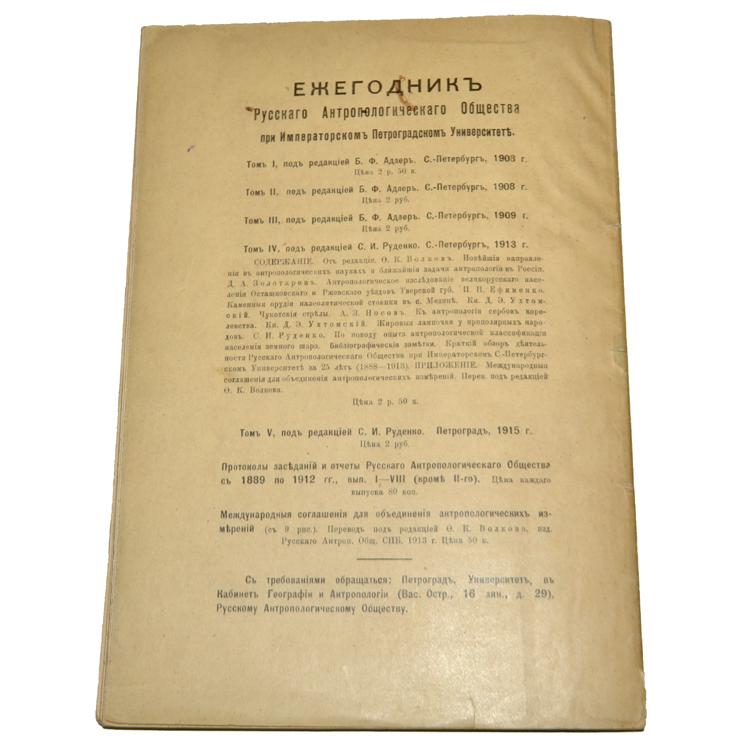 ЕЖЕГОДНИКЪ
Русскаго Антропологическаго Общества
при Императорскомъ Петроградскомъ Университетѣ.
Томъ I, подъ редакціей Б. Ф. Адлеръ. С.-Петербургъ, 1908 г.
Цѣна 2 р. 50 к.
Томъ II, подъ редакціей Б. Ф. Адлеръ. С.-Петербургъ, 1908 г.
Цѣна 2 руб.
Томъ III, подъ редакціей Б. Ф. Адлеръ. С.-Петербургъ, 1909 г.
Цѣна 2 руб.
Томъ IV, подъ редакціей С. И. Руденко. С.-Петербургъ, 1913 г.
СОДЕРЖАНІЕ. Отъ редакціи. Ѳ. К. Волковъ. Новѣйшія направле-
нія въ антропологическихъ наукахъ и ближайшія задачи антропологіи въ Россіи.
Д. А. Золотаревъ. Антропологическое изслѣдованіе великорусскаго насе-
ленія Осташковскаго и Ржевскаго уѣздовъ Тверской губ. П. П. Ефименко.
Каменныя орудія палеолитической стоянки въ с. Мезинѣ. Кн. Д. Э. Ухтом-
скій. Чукотскія стрѣлы. А. З. Носовъ. Къ антропологіи сербовъ коро-
левства. Кн. Д. Э. Ухтомскій. Жировыя лампочки у приполярныхъ наро-
довъ. С. И. Руденко. По поводу опыта антропологической классификаціи
населенія земного шара. Библіографическія замѣтки. Краткій обзоръ дѣятель-
ности Русскаго Антропологическаго Общества при Императорскомъ С.-Петербург-
скомъ Университетѣ за 25 лѣтъ (1888—1913). ПРИЛОЖЕНІЕ. Международныя
соглашенія для объединенія антропологическихъ измѣреній. Перев. подъ редакціей
Ѳ. К. Волкова.
Цѣна 2 р. 50 к.
Томъ V, подъ редакціей С. И. Руденко. Петроградъ, 1915 г.
Цѣна 2 руб.
Протоколы засѣданій и отчеты Русскаго Антропологическаго Общества
съ 1889 по 1912 гг., вып. I—VIII (кромѣ II-го). Цѣна каждаго
выпуска 80 коп.
Международныя соглашенія для объединенія антропологическихъ из-
мѣреній (съ 9 рис.). Переводъ подъ редакціей Ѳ. К. Волкова, изд.
Русскаго Антроп. Общ. СПБ. 1913 г. Цѣна 50 к.
Съ требованіями обращаться: Петроградъ, Университетъ, въ
Кабинетъ Географіи и Антропологіи (Вас. Остр., 16 лин., д. 29),
Русскому Антропологическому Обществу.